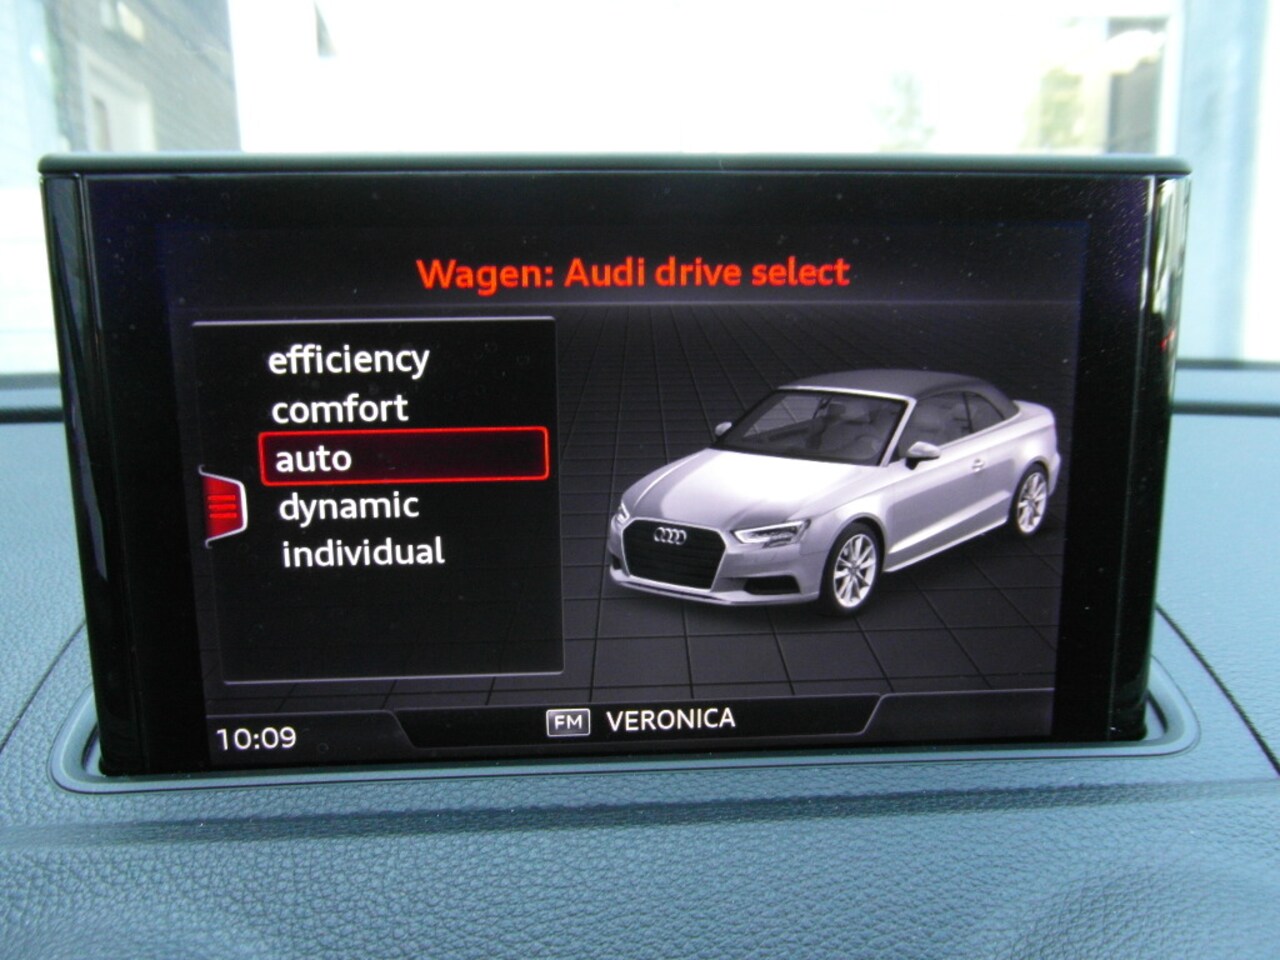 Wagen: Audi drive select
efficiency
comfort
auto
dynamic
individual
10:09
FM VERONICA